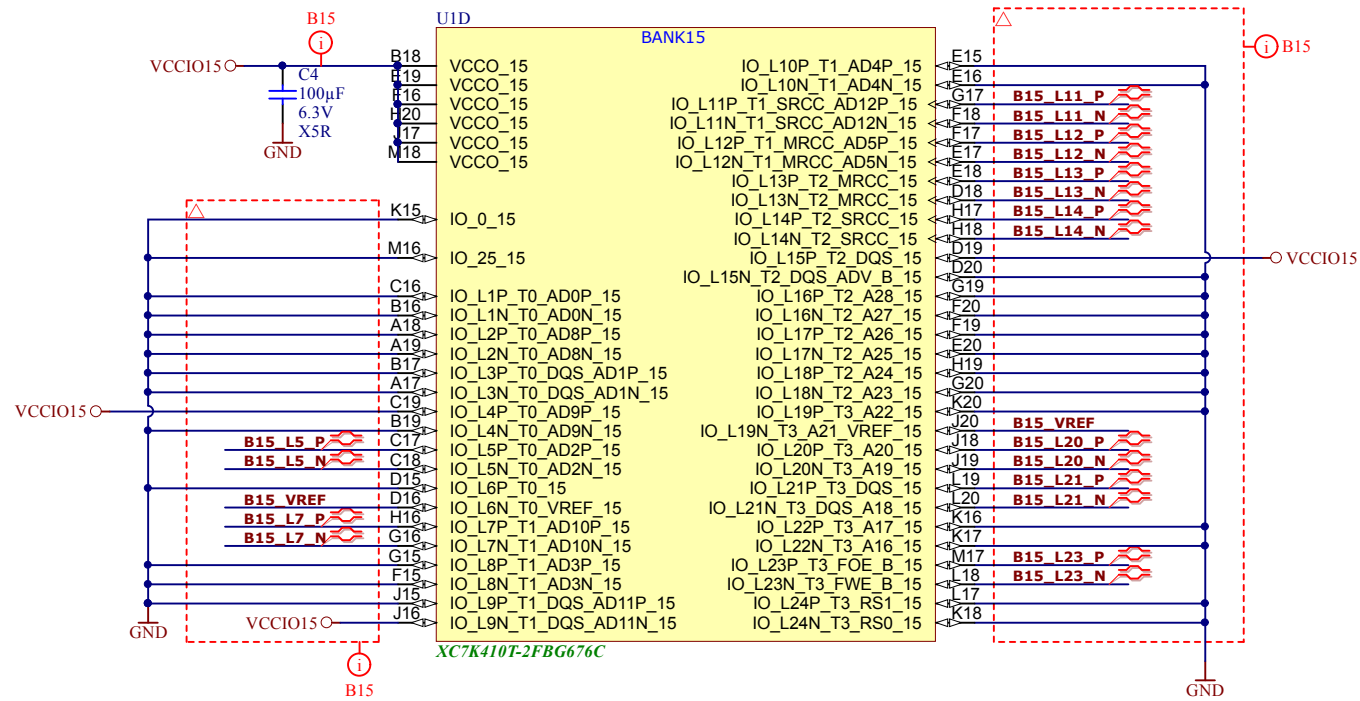 B15
U1D
BANK15
VCCIO15
C4
100µF
6.3V
X5R
GND
B18 VCCO_15
E19 VCCO_15
F16 VCCO_15
H20 VCCO_15
J17 VCCO_15
M18 VCCO_15
K15 IO_0_15
M16 IO_25_15
C16 IO_L1P_T0_AD0P_15
B16 IO_L1N_T0_AD0N_15
A18 IO_L2P_T0_AD8P_15
A19 IO_L2N_T0_AD8N_15
B17 IO_L3P_T0_DQS_AD1P_15
A17 IO_L3N_T0_DQS_AD1N_15
VCCIO15 C19 IO_L4P_T0_AD9P_15
B19 IO_L4N_T0_AD9N_15
B15_L5_P C17 IO_L5P_T0_AD2P_15
B15_L5_N C18 IO_L5N_T0_AD2N_15
D15 IO_L6P_T0_15
B15_VREF D16 IO_L6N_T0_VREF_15
B15_L7_P H16 IO_L7P_T1_AD10P_15
B15_L7_N G16 IO_L7N_T1_AD10N_15
G15 IO_L8P_T1_AD3P_15
F15 IO_L8N_T1_AD3N_15
J15 IO_L9P_T1_DQS_AD11P_15
VCCIO15 J16 IO_L9N_T1_DQS_AD11N_15
GND
i
B15
XC7K410T-2FBG676C
IO_L10P_T1_AD4P_15 E15
IO_L10N_T1_AD4N_15 E16
IO_L11P_T1_SRCC_AD12P_15 G17 B15_L11_P
IO_L11N_T1_SRCC_AD12N_15 F18 B15_L11_N
IO_L12P_T1_MRCC_AD5P_15 F17 B15_L12_P
IO_L12N_T1_MRCC_AD5N_15 E17 B15_L12_N
IO_L13P_T2_MRCC_15 E18 B15_L13_P
IO_L13N_T2_MRCC_15 D18 B15_L13_N
IO_L14P_T2_SRCC_15 H17 B15_L14_P
IO_L14N_T2_SRCC_15 H18 B15_L14_N
IO_L15P_T2_DQS_15 D19 VCCIO15
IO_L15N_T2_DQS_ADV_B_15 D20
IO_L16P_T2_A28_15 G19
IO_L16N_T2_A27_15 F20
IO_L17P_T2_A26_15 F19
IO_L17N_T2_A25_15 E20
IO_L18P_T2_A24_15 H19
IO_L18N_T2_A23_15 G20
IO_L19P_T3_A22_15 K20
IO_L19N_T3_A21_VREF_15 J20 B15_VREF
IO_L20P_T3_A20_15 J18 B15_L20_P
IO_L20N_T3_A19_15 J19 B15_L20_N
IO_L21P_T3_DQS_15 L19 B15_L21_P
IO_L21N_T3_DQS_A18_15 L20 B15_L21_N
IO_L22P_T3_A17_15 K16
IO_L22N_T3_A16_15 K17
IO_L23P_T3_FOE_B_15 M17 B15_L23_P
IO_L23N_T3_FWE_B_15 L18 B15_L23_N
IO_L24P_T3_RS1_15 L17
IO_L24N_T3_RS0_15 K18
GND
i B15
i